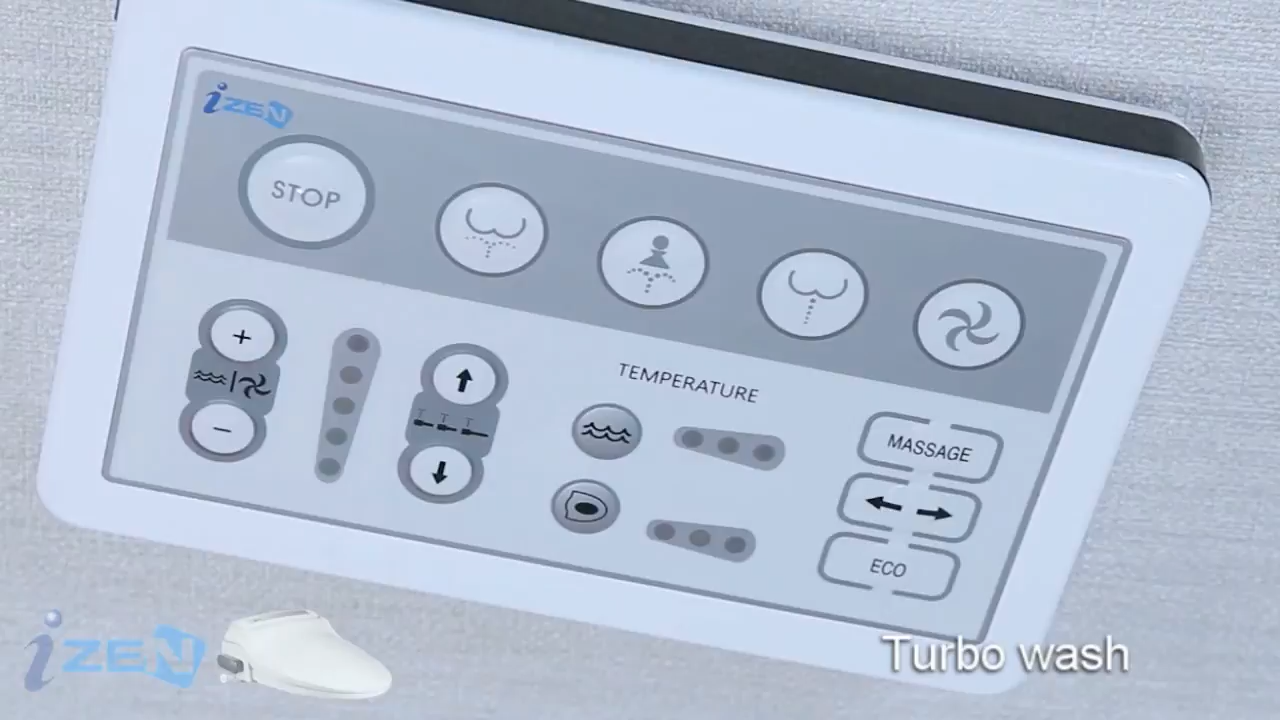 iZEN
STOP
+
TEMPERATURE
−
MASSAGE
ECO
iZEN
Turbo wash